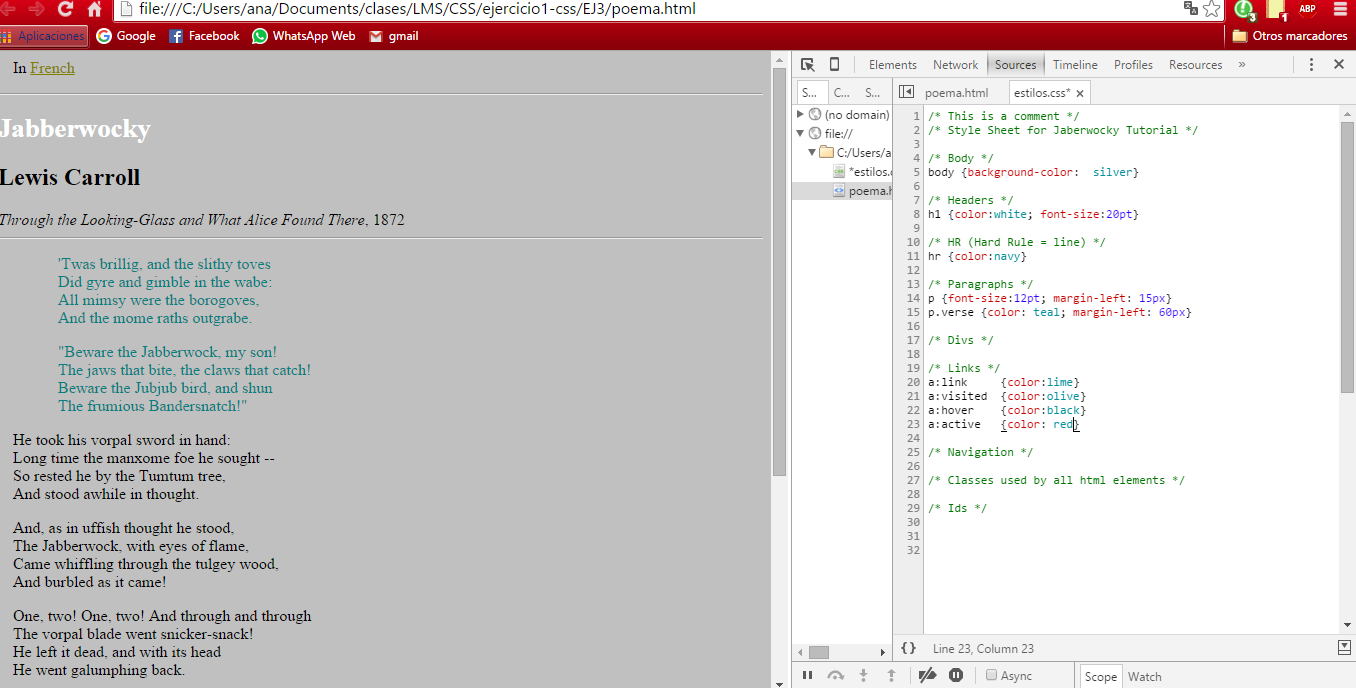 file:///C:/Users/ana/Documents/clases/LMS/CSS/ejercicio1-css/EJ3/poema.html
3
1
ABP
Aplicaciones
Google
Facebook
WhatsApp Web
gmail
Otros marcadores
In French
Jabberwocky
Lewis Carroll
Through the Looking-Glass and What Alice Found There, 1872
'Twas brillig, and the slithy toves
Did gyre and gimble in the wabe:
All mimsy were the borogoves,
And the mome raths outgrabe.
"Beware the Jabberwock, my son!
The jaws that bite, the claws that catch!
Beware the Jubjub bird, and shun
The frumious Bandersnatch!"
He took his vorpal sword in hand:
Long time the manxome foe he sought --
So rested he by the Tumtum tree,
And stood awhile in thought.
And, as in uffish thought he stood,
The Jabberwock, with eyes of flame,
Came whiffling through the tulgey wood,
And burbled as it came!
One, two! One, two! And through and through
The vorpal blade went snicker-snack!
He left it dead, and with its head
He went galumphing back.
Elements Network Sources Timeline Profiles Resources »
S... C... S...
(no domain)
file://
C:/Users/a
*estilos.c
poema.h
poema.html
estilos.css* ×
1 /* This is a comment */
2 /* Style Sheet for Jaberwocky Tutorial */
3
4 /* Body */
5 body {background-color:  silver}
6
7 /* Headers */
8 h1 {color:white; font-size:20pt}
9
10 /* HR (Hard Rule = line) */
11 hr {color:navy}
12
13 /* Paragraphs */
14 p {font-size:12pt; margin-left: 15px}
15 p.verse {color: teal; margin-left: 60px}
16
17 /* Divs */
18
19 /* Links */
20 a:link     {color:lime}
21 a:visited  {color:olive}
22 a:hover    {color:black}
23 a:active   {color: red}
24
25 /* Navigation */
26
27 /* Classes used by all html elements */
28
29 /* Ids */
30
31
32
{} Line 23, Column 23
Async
Scope Watch